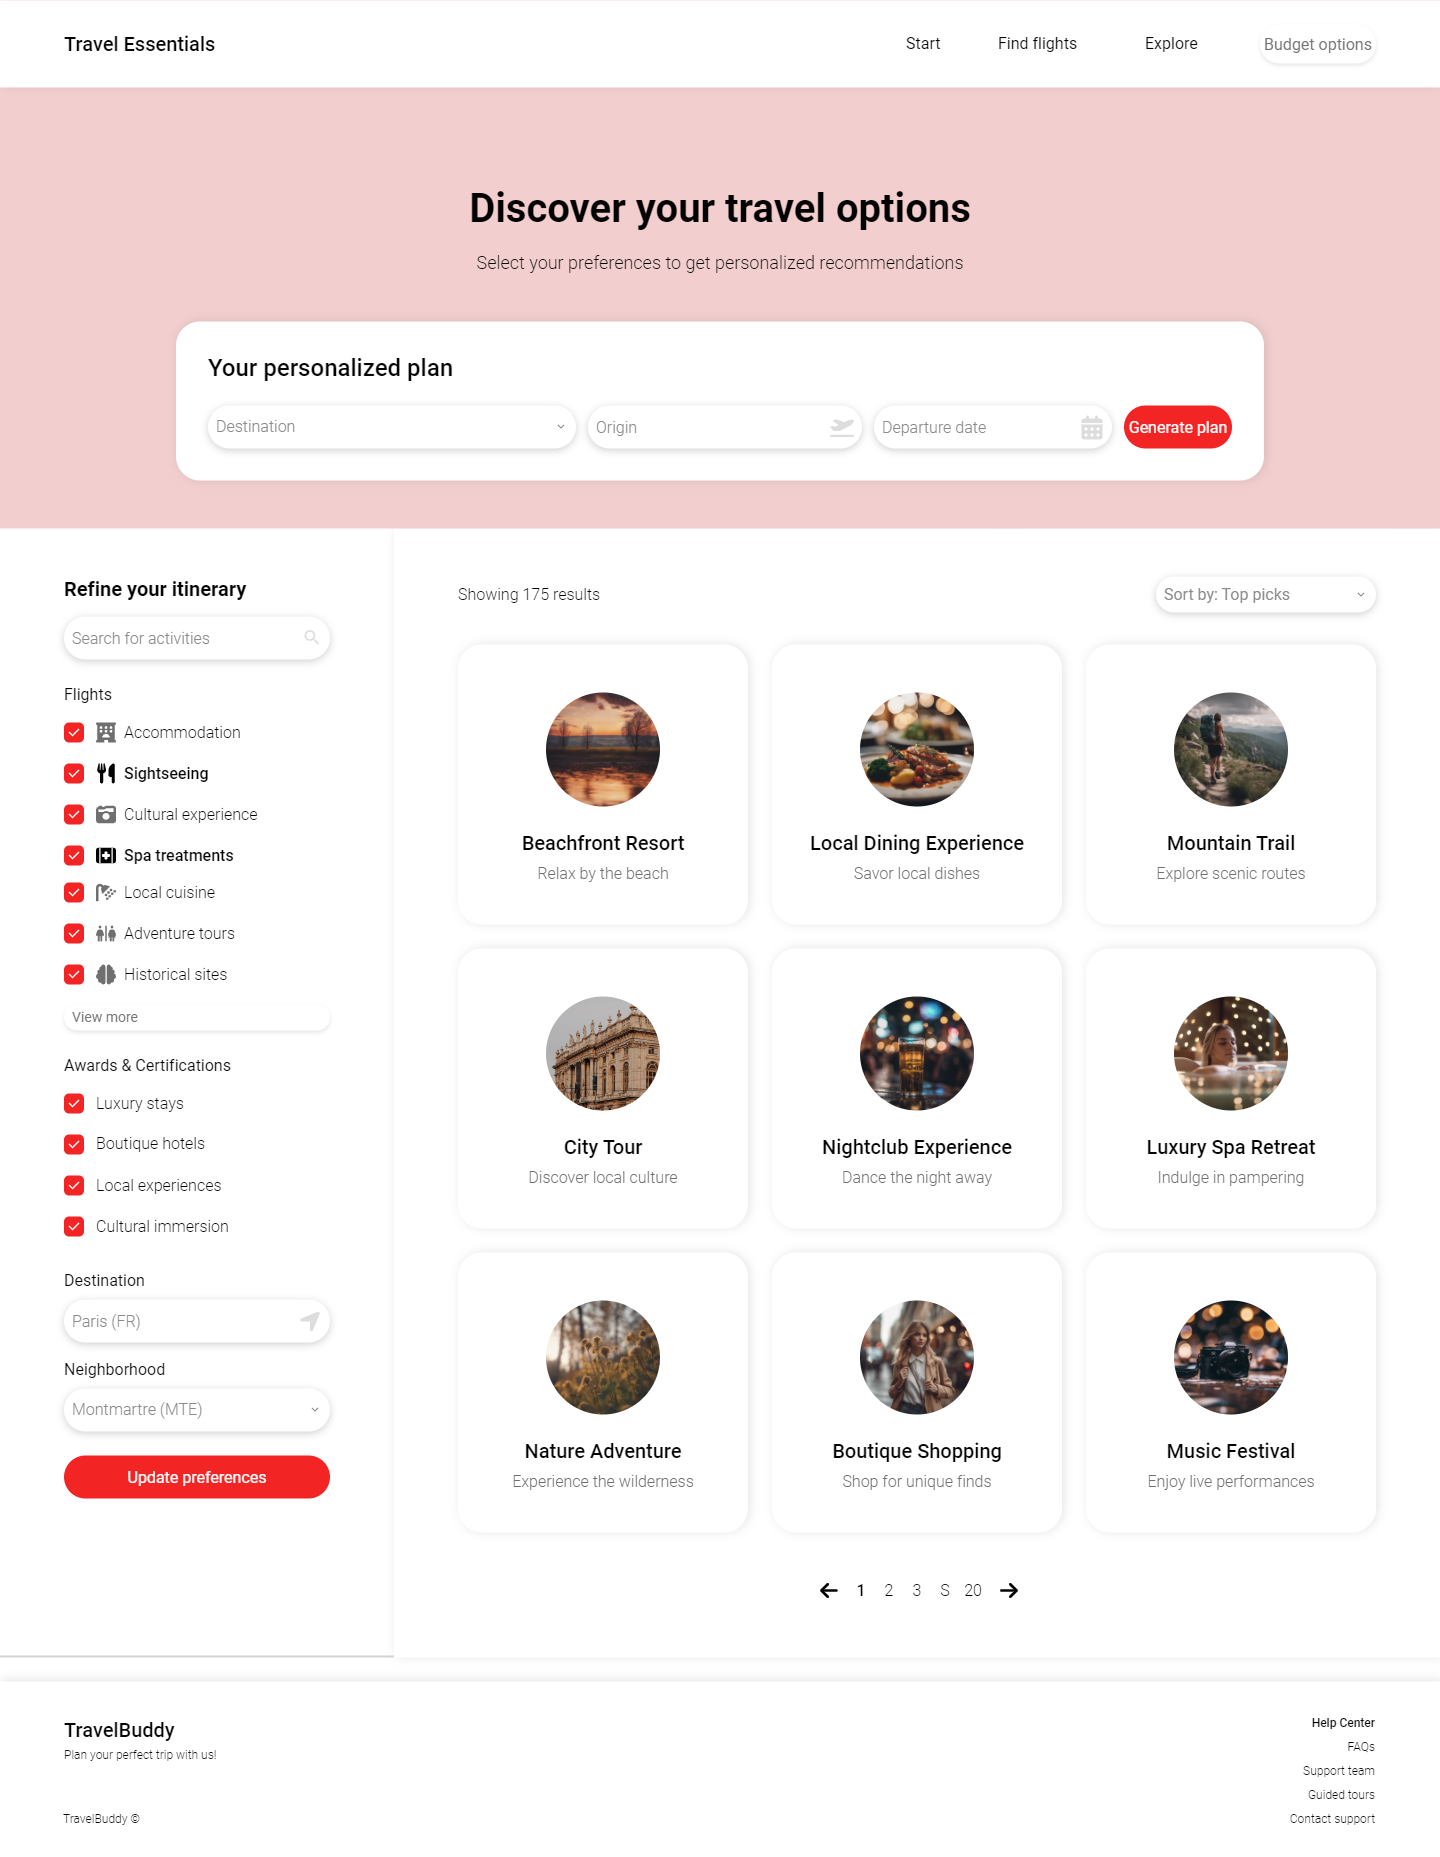 Travel Essentials
Start
Find flights
Explore
Budget options
Discover your travel options
Select your preferences to get personalized recommendations
Your personalized plan
Destination
Origin
Departure date
Generate plan
Refine your itinerary
Search for activities
Flights
Accommodation
Sightseeing
Cultural experience
Spa treatments
Local cuisine
Adventure tours
Historical sites
View more
Awards & Certifications
Luxury stays
Boutique hotels
Local experiences
Cultural immersion
Destination
Paris (FR)
Neighborhood
Montmartre (MTE)
Update preferences
Showing 175 results
Sort by: Top picks
Beachfront Resort
Relax by the beach
Local Dining Experience
Savor local dishes
Mountain Trail
Explore scenic routes
City Tour
Discover local culture
Nightclub Experience
Dance the night away
Luxury Spa Retreat
Indulge in pampering
Nature Adventure
Experience the wilderness
Boutique Shopping
Shop for unique finds
Music Festival
Enjoy live performances
1 2 3 S 20
TravelBuddy
Plan your perfect trip with us!
TravelBuddy ©
Help Center
FAQs
Support team
Guided tours
Contact support